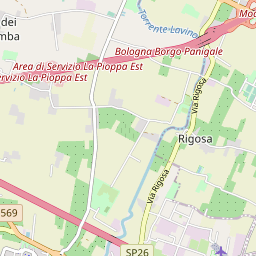 dei
mba
Torrente Lavino
Mo
Bologna Borgo Panigale
Area di Servizio La Pioppa Est
ervizio La Pioppa Est
Via Rigosa
Rigosa
Via Rigosa
569
SP26